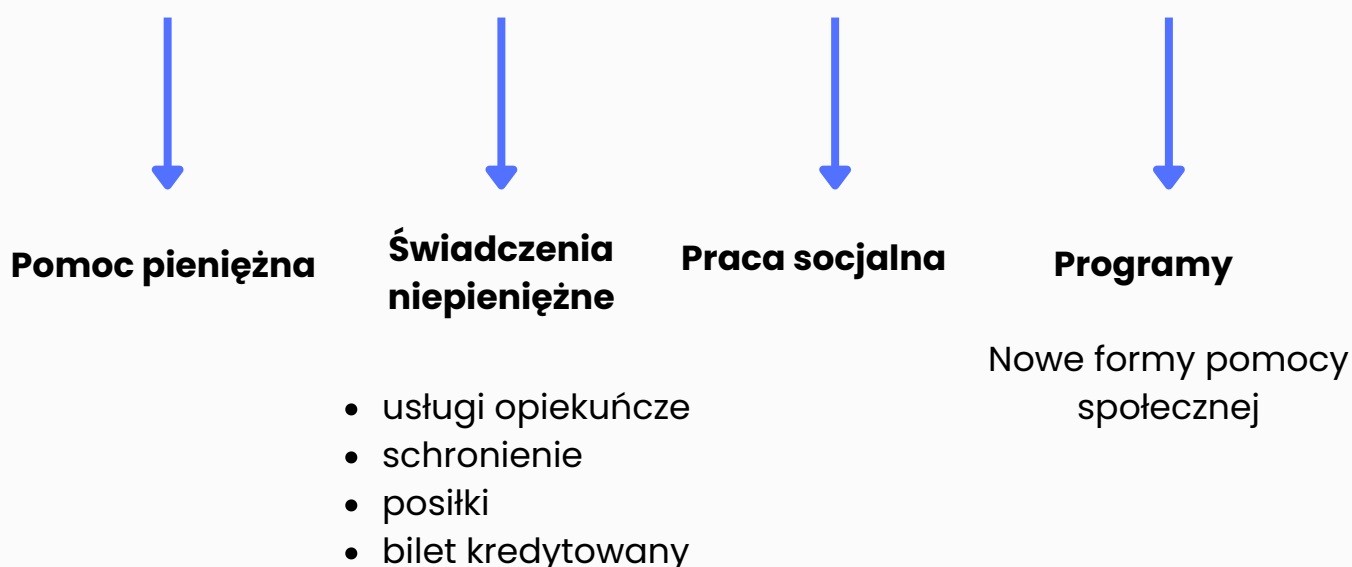 Pomoc pieniężna
Świadczenia
niepieniężne
• usługi opiekuńcze
• schronienie
• posiłki
• bilet kredytowany
Praca socjalna
Programy
Nowe formy pomocy
społecznej